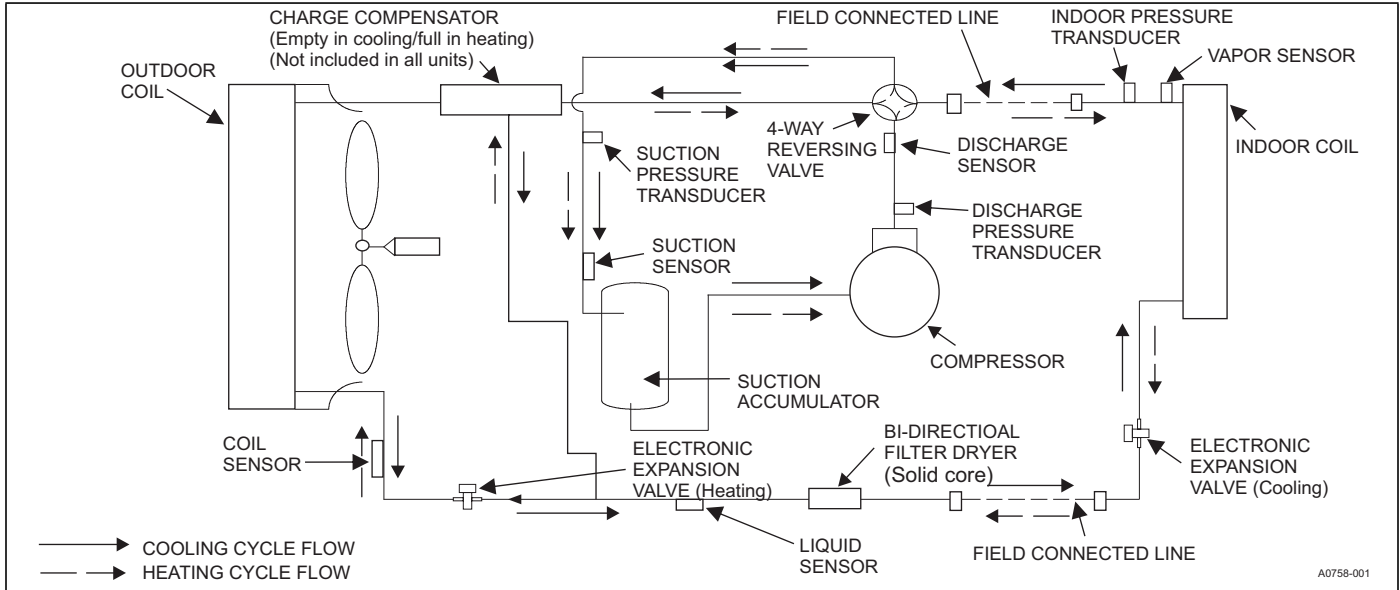 CHARGE COMPENSATOR
(Empty in cooling/full in heating)
(Not included in all units)
FIELD CONNECTED LINE
INDOOR PRESSURE
TRANSDUCER
VAPOR SENSOR
OUTDOOR
COIL
4-WAY
REVERSING
VALVE
DISCHARGE
SENSOR
INDOOR COIL
SUCTION
PRESSURE
TRANSDUCER
DISCHARGE
PRESSURE
TRANSDUCER
SUCTION
SENSOR
COMPRESSOR
SUCTION
ACCUMULATOR
COIL
SENSOR
ELECTRONIC
EXPANSION
VALVE (Heating)
BI-DIRECTIOAL
FILTER DRYER
(Solid core)
ELECTRONIC
EXPANSION
VALVE (Cooling)
LIQUID
SENSOR
FIELD CONNECTED LINE
COOLING CYCLE FLOW
HEATING CYCLE FLOW
A0758-001